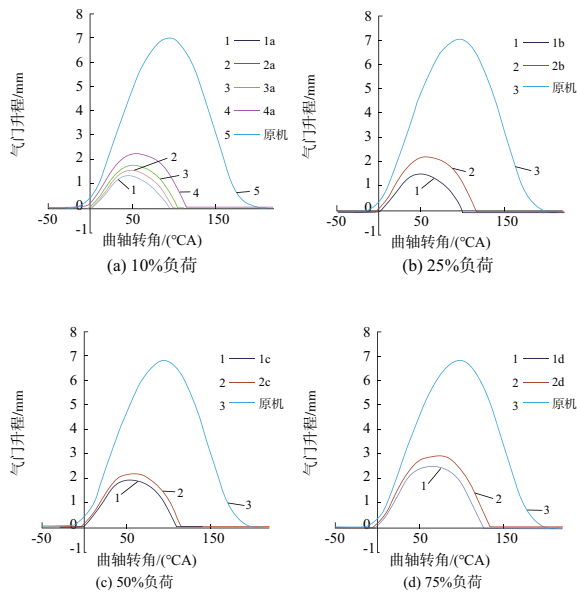 8
7
6
5
4
3
2
1
0
-1
-50 50 150
气门升程/mm
1 1a
2 2a
3 3a
4 4a
5 原机
1 2 3 4 5
曲轴转角/(°CA)
(a) 10%负荷
8
7
6
5
4
3
2
1
0
-1
-50 50 150
气门升程/mm
1 1b
2 2b
3 原机
1 2 3
曲轴转角/(°CA)
(b) 25%负荷
8
7
6
5
4
3
2
1
0
-1
-50 50 150
气门升程/mm
1 1c
2 2c
3 原机
1 2 3
曲轴转角/(°CA)
(c) 50%负荷
8
7
6
5
4
3
2
1
0
-1
-50 50 150
气门升程/mm
1 1d
2 2d
3 原机
1 2 3
曲轴转角/(°CA)
(d) 75%负荷